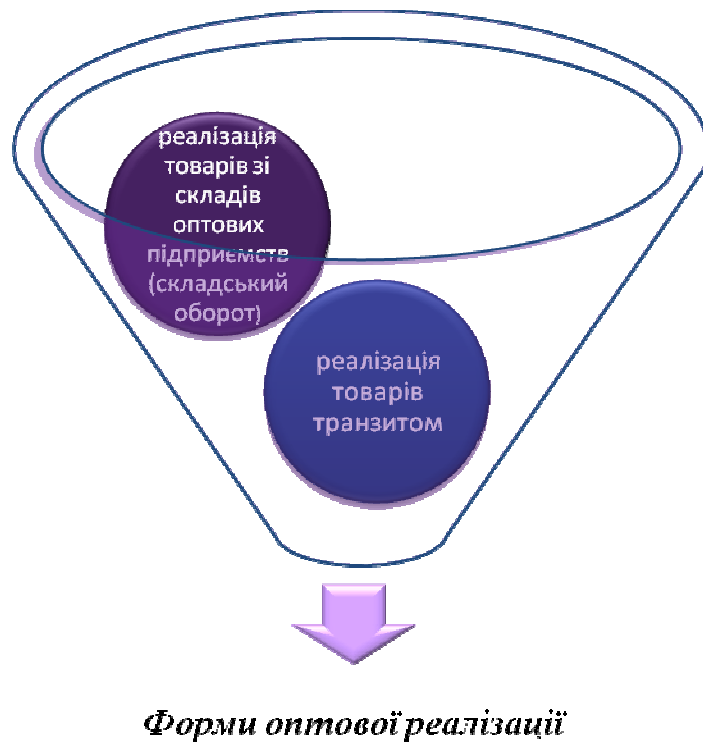 реалізація
товарів зі
складів
оптових
підприємств
(складський
оборот)
реалізація
товарів
транзитом
Форми оптової реалізації